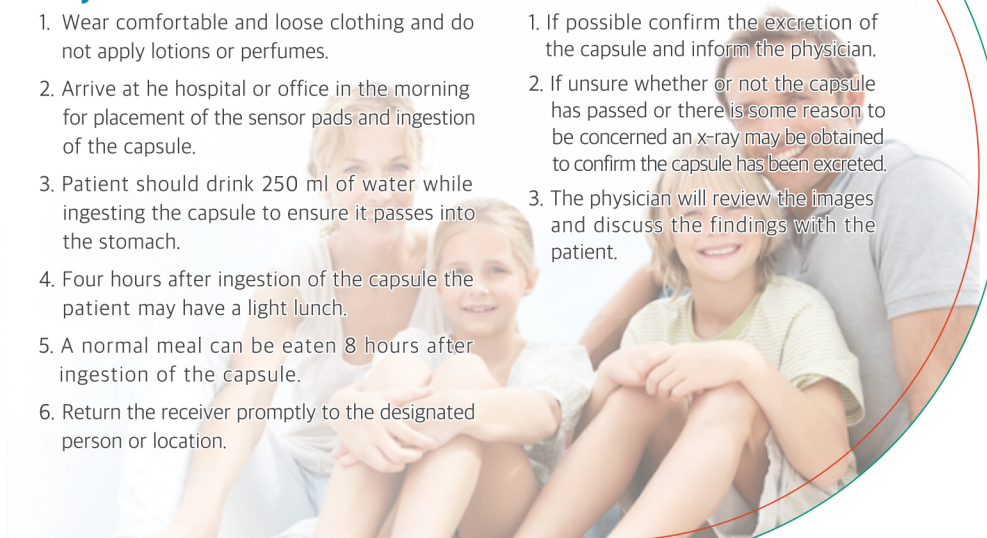 1. Wear comfortable and loose clothing and do
not apply lotions or perfumes.
2. Arrive at he hospital or office in the morning
for placement of the sensor pads and ingestion
of the capsule.
3. Patient should drink 250 ml of water while
ingesting the capsule to ensure it passes into
the stomach.
4. Four hours after ingestion of the capsule the
patient may have a light lunch.
5. A normal meal can be eaten 8 hours after
ingestion of the capsule.
6. Return the receiver promptly to the designated
person or location.
1. If possible confirm the excretion of
the capsule and inform the physician.
2. If unsure whether or not the capsule
has passed or there is some reason to
be concerned an x-ray may be obtained
to confirm the capsule has been excreted.
3. The physician will review the images
and discuss the findings with the
patient.